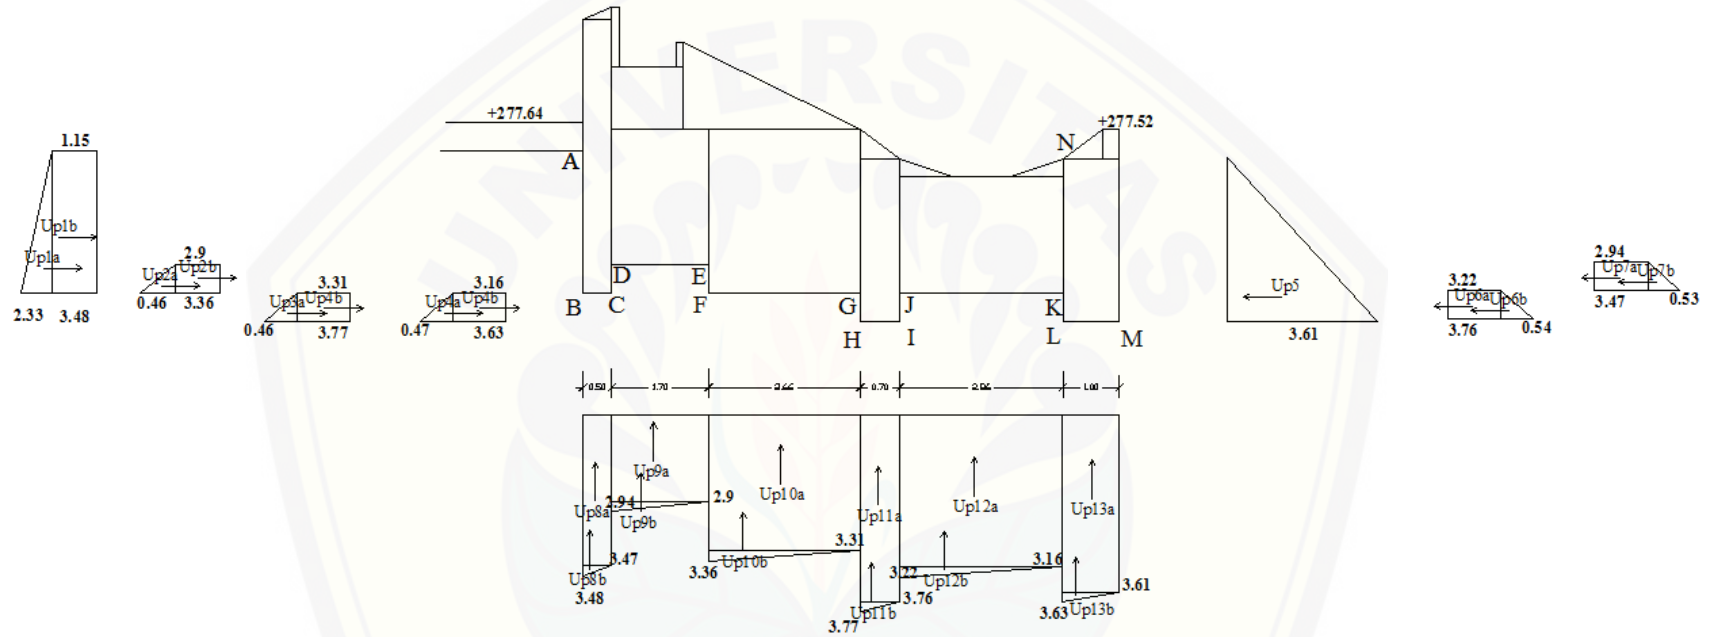 UNIVERSITAS
+277.64
+277.52
N
A
1.15
Up1b
Up1a
2.33 3.48
2.9
Up2a Up2b
0.46 3.36
3.31
Up3a Up4b
0.46 3.77
3.16
Up4a Up4b
0.47 3.63
D E
B C F G J K
H I L M
Up5
3.61
3.22
Up6a Up6b
3.76 0.54
2.94
Up7a Up7b
3.47 0.53
0.50 1.70 2.66 0.70 2.86 1.00
Up9a
Up10a
Up8a
2.94 2.9
Up9b
Up11a
Up12a
Up13a
3.47
Up8b
3.48
3.31
3.36 Up10b
3.22 Up12b 3.16
3.76
Up11b
3.77
3.61
3.63 Up13b